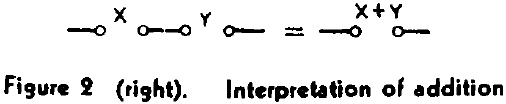 X Y = X+Y
Figure 2 (right). Interpretation of addition